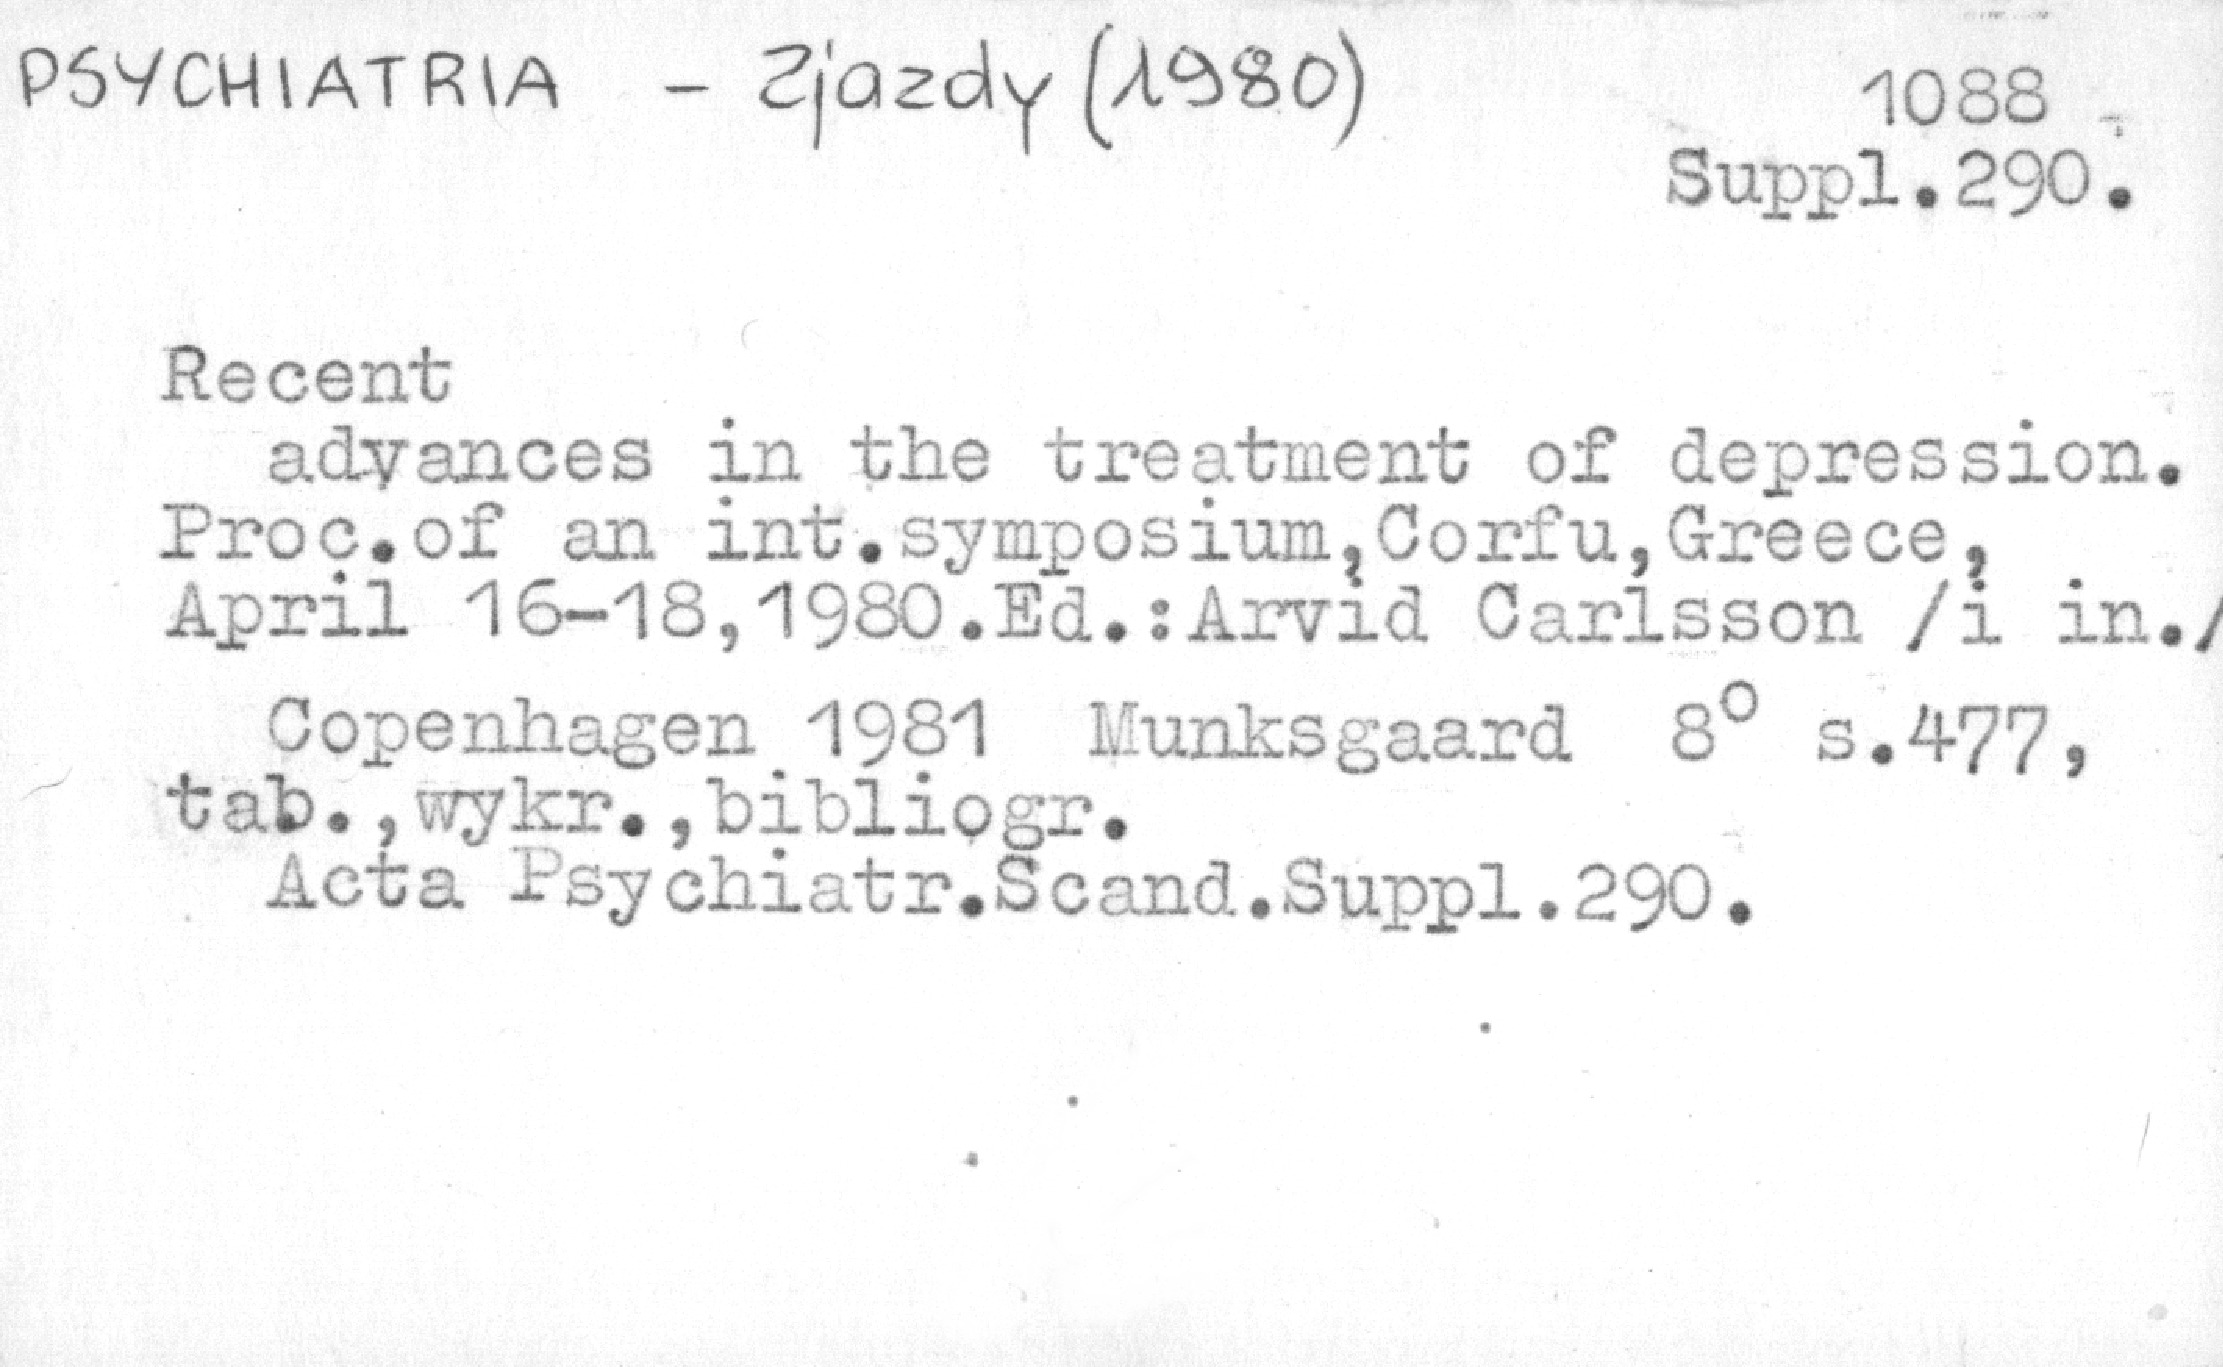 PSYCHIATRIA - Zjazdy (1980)
1088
Suppl.290.
Recent
advances in the treatment of depression.
Proc.of an int.symposium,Corfu,Greece,
April 16-18,1980.Ed.:Arvid Carlsson /i in./
Copenhagen 1981 Munksgaard 8° s.477,
tab.,wykr.,bibliogr.
Acta Psychiatr.Scand.Suppl.290.